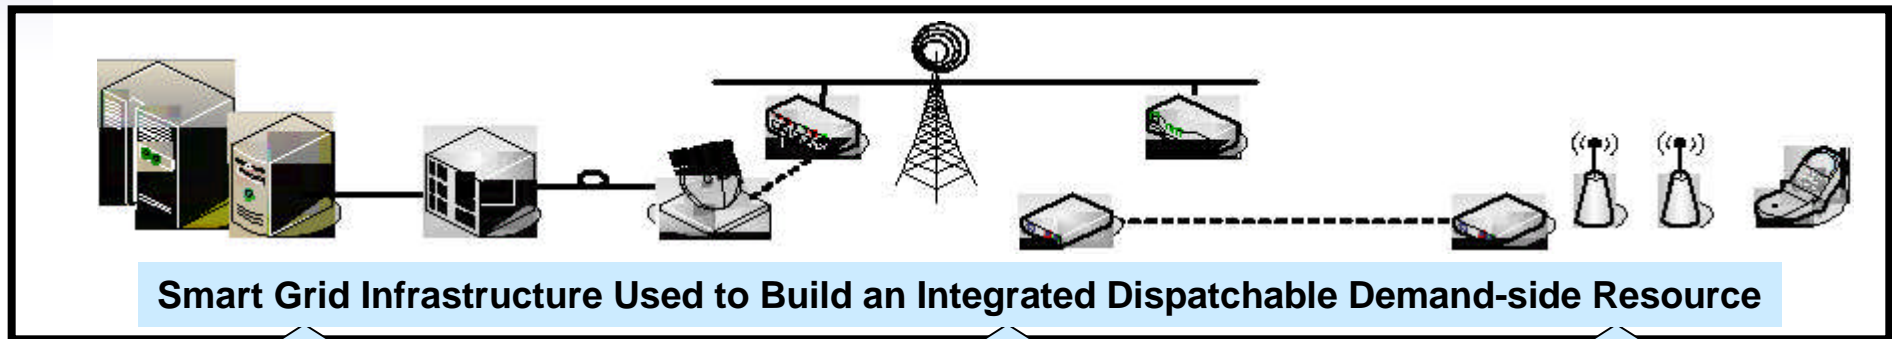 Smart Grid Infrastructure Used to Build an Integrated Dispatchable Demand-side Resource